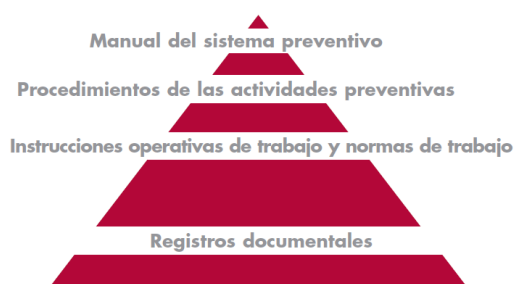 Manual del sistema preventivo
Procedimientos de las actividades preventivas
Instrucciones operativas de trabajo y normas de trabajo
Registros documentales